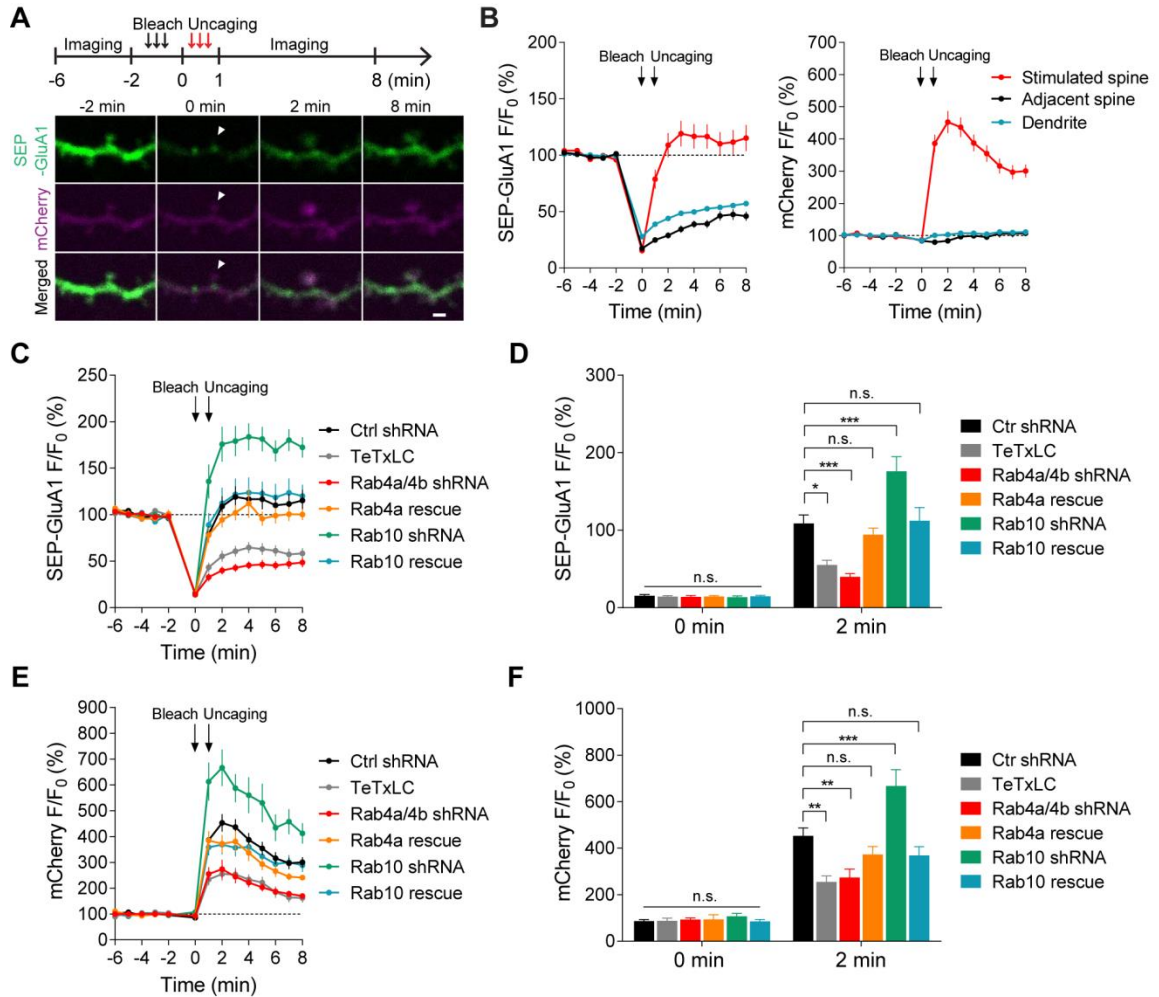 A
Bleach Uncaging
Imaging
Imaging
-6
-2
0
1
8 (min)
-2 min
0 min
2 min
8 min
SEP
-GluA1
mCherry
Merged
B
200
150
100
50
0
SEP-GluA1 F/F0 (%)
Bleach Uncaging
-6 -4 -2 0 2 4 6 8
Time (min)
700
600
500
400
300
200
100
0
mCherry F/F0 (%)
Bleach Uncaging
Stimulated spine
Adjacent spine
Dendrite
-6 -4 -2 0 2 4 6 8
Time (min)
C
250
200
150
100
50
0
SEP-GluA1 F/F0 (%)
Bleach Uncaging
Ctrl shRNA
TeTxLC
Rab4a/4b shRNA
Rab4a rescue
Rab10 shRNA
Rab10 rescue
-6 -4 -2 0 2 4 6 8
Time (min)
D
300
200
100
0
SEP-GluA1 F/F0 (%)
n.s.
***
n.s.
***
*
n.s.
Ctr shRNA
TeTxLC
Rab4a/4b shRNA
Rab4a rescue
Rab10 shRNA
Rab10 rescue
0 min
2 min
E
900
800
700
600
500
400
300
200
100
0
mCherry F/F0 (%)
Bleach Uncaging
Ctrl shRNA
TeTxLC
Rab4a/4b shRNA
Rab4a rescue
Rab10 shRNA
Rab10 rescue
-6 -4 -2 0 2 4 6 8
Time (min)
F
1000
800
600
400
200
0
mCherry F/F0 (%)
n.s.
***
n.s.
**
**
n.s.
Ctr shRNA
TeTxLC
Rab4a/4b shRNA
Rab4a rescue
Rab10 shRNA
Rab10 rescue
0 min
2 min